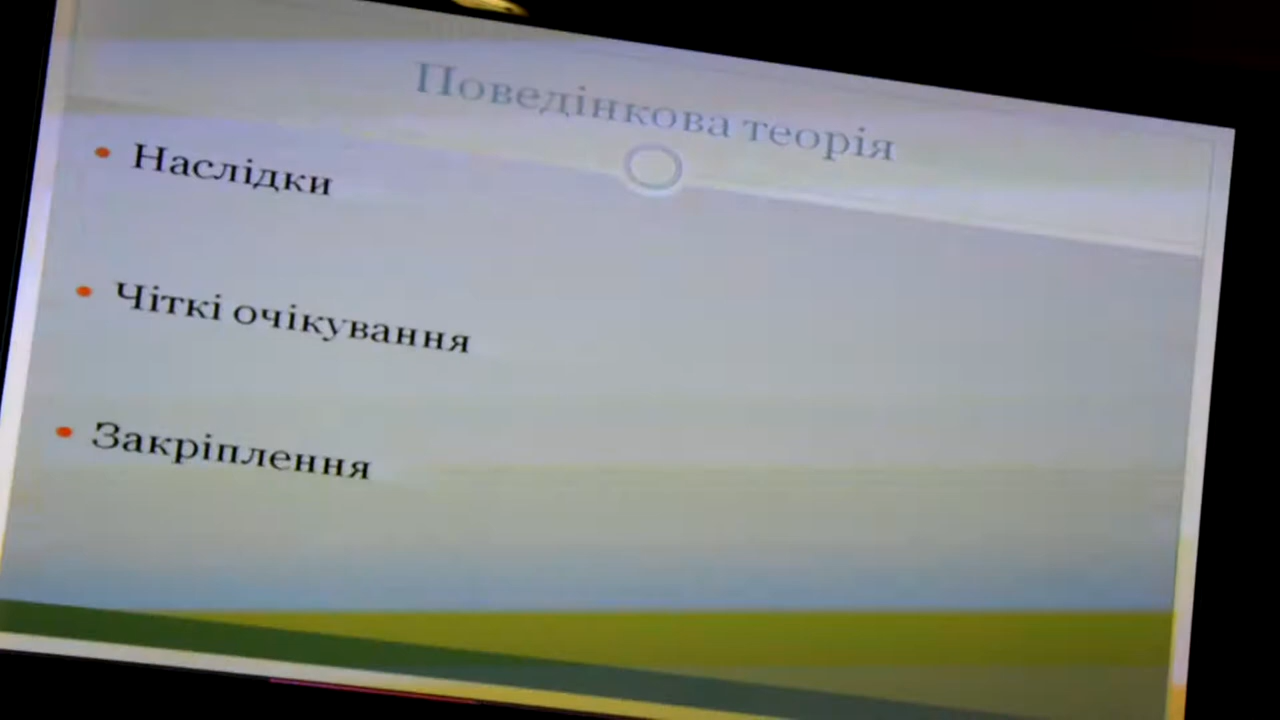 Поведінкова теорія
Наслідки
Чіткі очікування
Закріплення